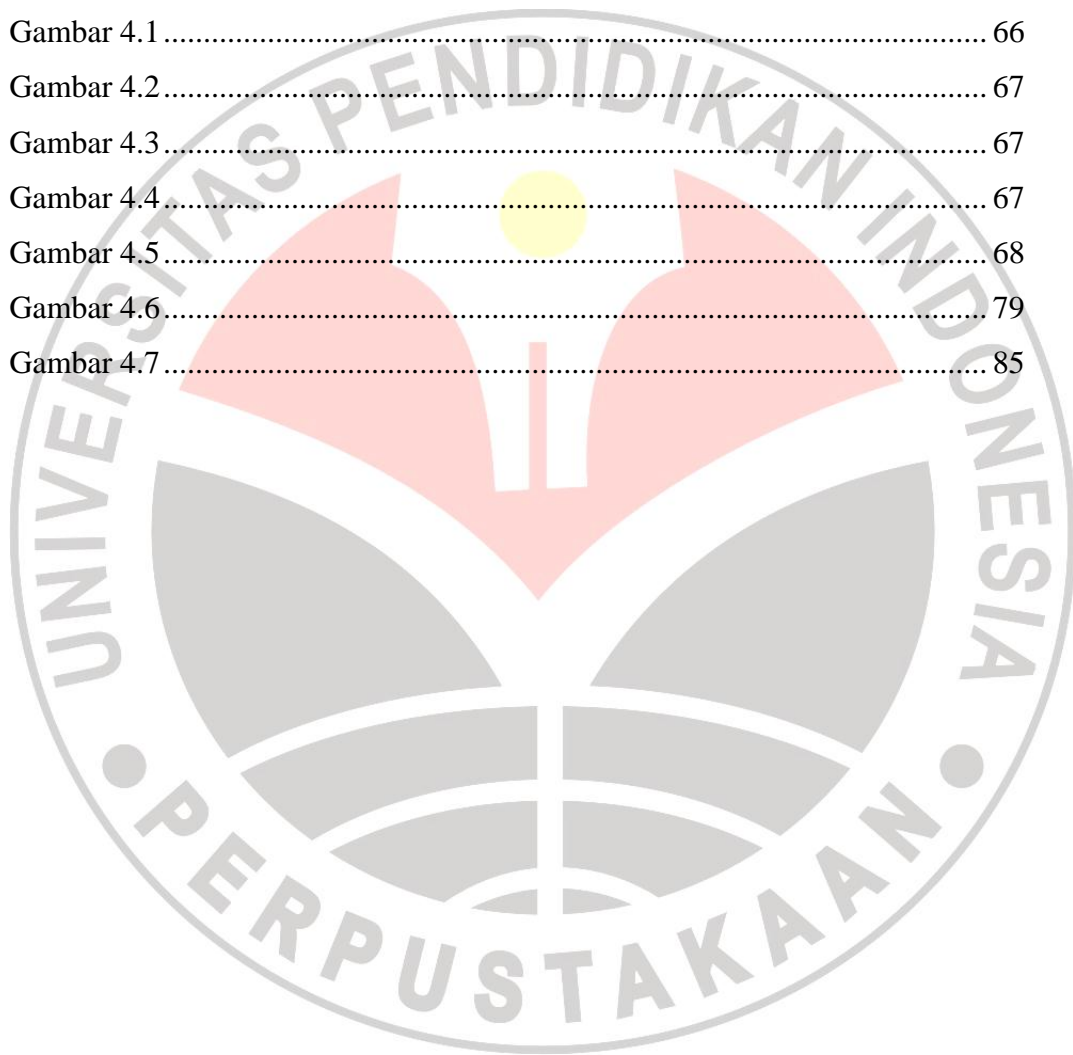 Gambar 4.1 ........................................................................................................ 66
Gambar 4.2 ........................................................................................................ 67
Gambar 4.3 ........................................................................................................ 67
Gambar 4.4 ........................................................................................................ 67
Gambar 4.5 ........................................................................................................ 68
Gambar 4.6 ........................................................................................................ 79
Gambar 4.7 ........................................................................................................ 85
UNIVERSITAS PENDIDIKAN INDONESIA
PERPUSTAKAAN